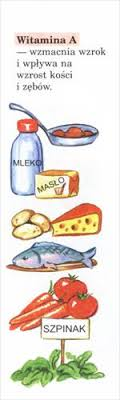 Witamina A
— wzmacnia wzrok
i wpływa na
wzrost kości
i zębów.
MLEKO
MASŁO
SZPINAK